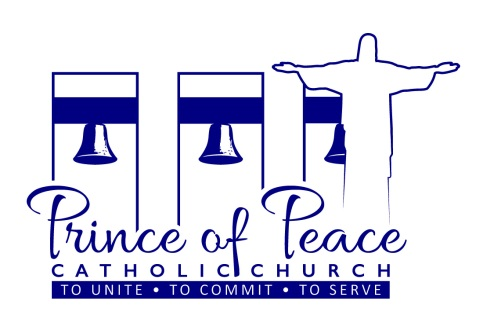 Prince of Peace
CATHOLIC CHURCH
TO UNITE • TO COMMIT • TO SERVE